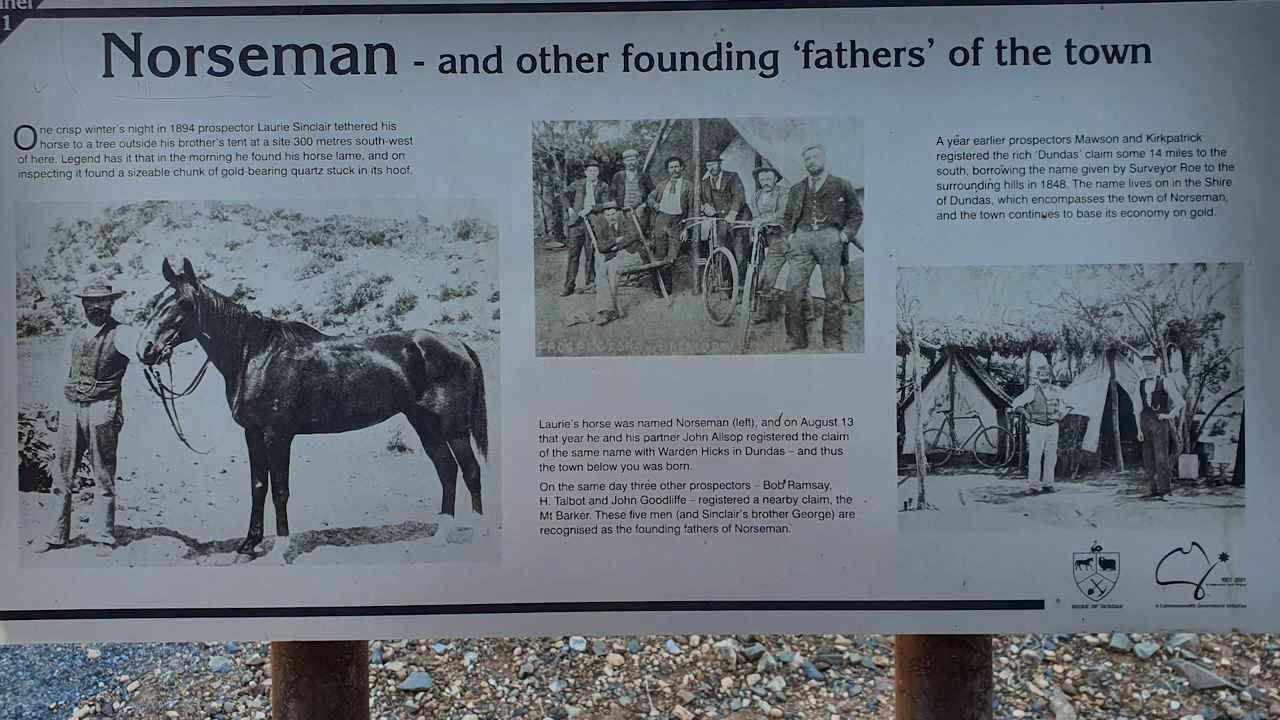 1
Norseman - and other founding 'fathers' of the town
One crisp winter's night in 1894 prospector Laurie Sinclair tethered his
horse to a tree outside his brother's tent at a site 300 metres south-west
of here. Legend has it that in the morning he found his horse lame, and on
inspecting it found a sizeable chunk of gold-bearing quartz stuck in its hoof.
PROSPECTORS
Laurie's horse was named Norseman (left), and on August 13
that year he and his partner John Allsop registered the claim
of the same name with Warden Hicks in Dundas – and thus
the town below you was born.
On the same day three other prospectors – Bob Ramsay,
H. Talbot and John Goodliffe – registered a nearby claim, the
Mt Barker. These five men (and Sinclair's brother George) are
recognised as the founding fathers of Norseman.
A year earlier prospectors Mawson and Kirkpatrick
registered the rich 'Dundas' claim some 14 miles to the
south, borrowing the name given by Surveyor Roe to the
surrounding hills in 1848. The name lives on in the Shire
of Dundas, which encompasses the town of Norseman,
and the town continues to base its economy on gold.
SHIRE OF DUNDAS
1901-2001
A Commonwealth Government Initiative